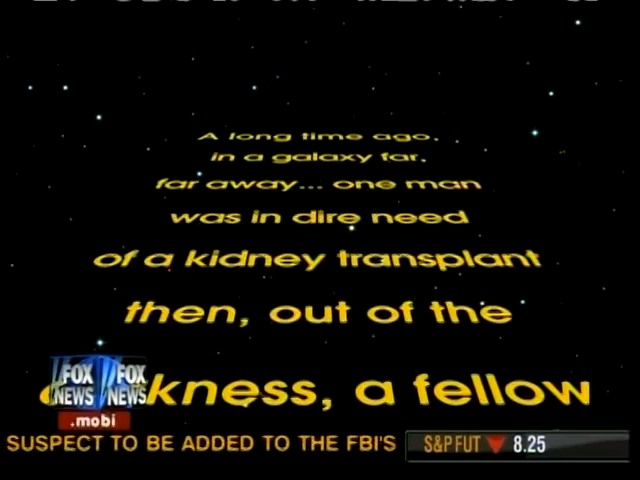 A long time ago,
in a galaxy far,
far away... one man
was in dire need
of a kidney transplant
then, out of the
kness, a fellow
FOX FOX
NEWS NEWS
.mobi
SUSPECT TO BE ADDED TO THE FBI'S
S&P FUT 8.25